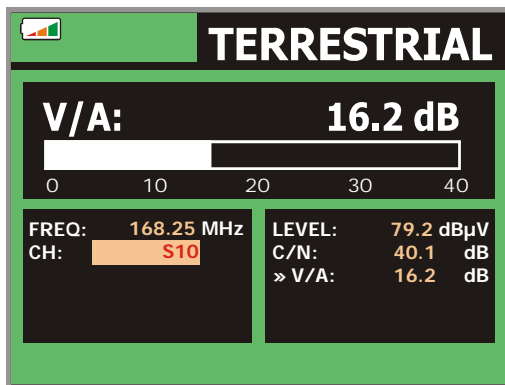 TERRESTRIAL
V/A: 16.2 dB
0 10 20 30 40
FREQ: 168.25 MHz
CH: S10
LEVEL: 79.2 dBµV
C/N: 40.1 dB
» V/A: 16.2 dB